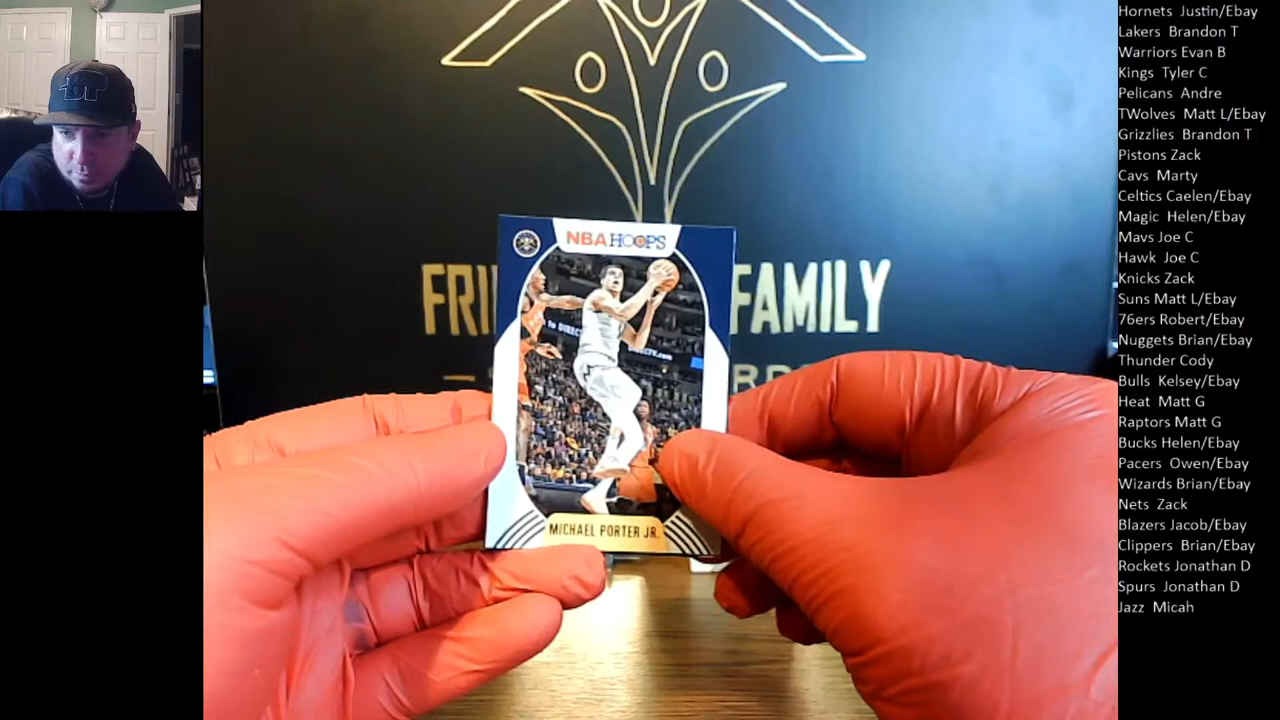 NBA HOOPS
MICHAEL PORTER JR.
FAMILY
Hornets Justin/Ebay
Lakers Brandon T
Warriors Evan B
Kings Tyler C
Pelicans Andre
TWolves Matt L/Ebay
Grizzlies Brandon T
Pistons Zack
Cavs Marty
Celtics Caelen/Ebay
Magic Helen/Ebay
Mavs Joe C
Hawk Joe C
Knicks Zack
Suns Matt L/Ebay
76ers Robert/Ebay
Nuggets Brian/Ebay
Thunder Cody
Bulls Kelsey/Ebay
Heat Matt G
Raptors Matt G
Bucks Helen/Ebay
Pacers Owen/Ebay
Wizards Brian/Ebay
Nets Zack
Blazers Jacob/Ebay
Clippers Brian/Ebay
Rockets Jonathan D
Spurs Jonathan D
Jazz Micah